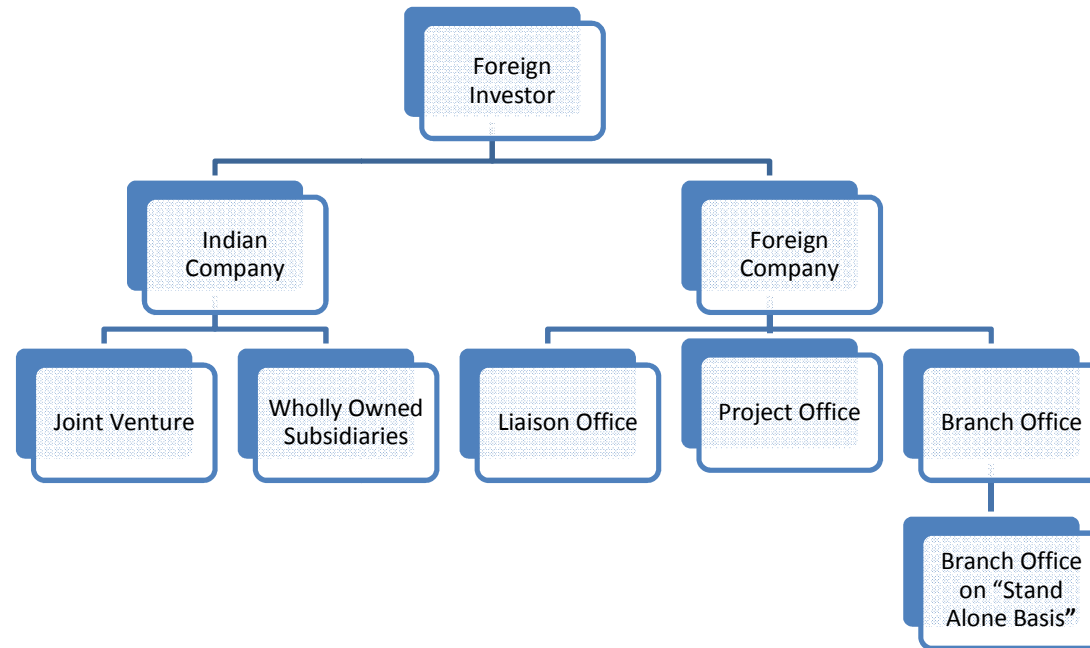 Foreign
Investor
Indian
Company
Foreign
Company
Joint Venture
Wholly Owned
Subsidiaries
Liaison Office
Project Office
Branch Office
Branch Office
on “Stand
Alone Basis”